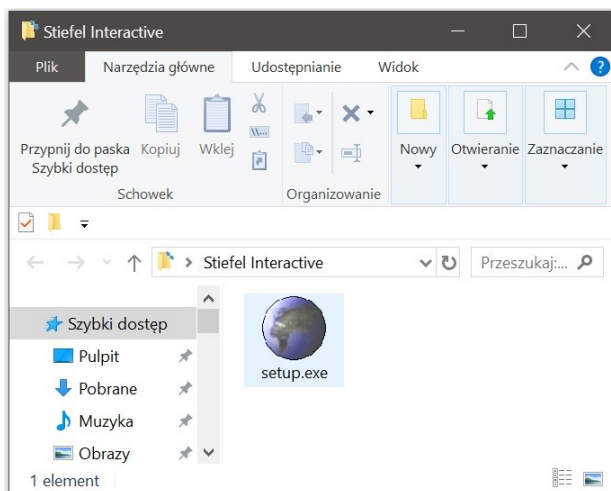 Stiefel Interactive
Plik Narzędzia główne Udostępnianie Widok
?
Przypnij do paska
Szybki dostęp
Kopiuj
Wklej
Nowy
Otwieranie
Zaznaczanie
Schowek
Organizowanie
Stiefel Interactive
Przeszukaj:...
Szybki dostęp
Pulpit
Pobrane
Muzyka
Obrazy
setup.exe
1 element